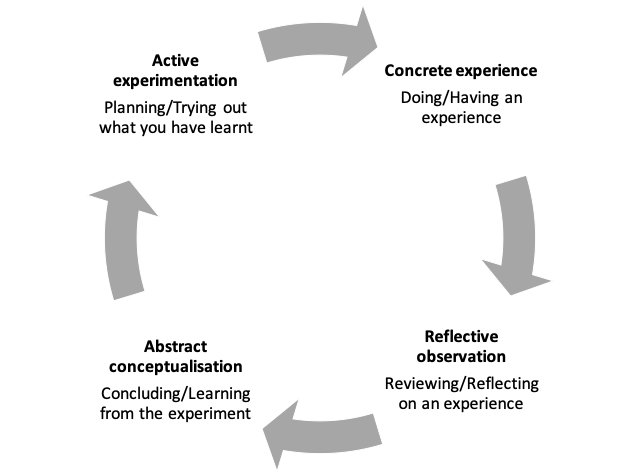 Active
experimentation
Planning/Trying out
what you have learnt
Concrete experience
Doing/Having an
experience
Reflective
observation
Reviewing/Reflecting
on an experience
Abstract
conceptualisation
Concluding/Learning
from the experiment